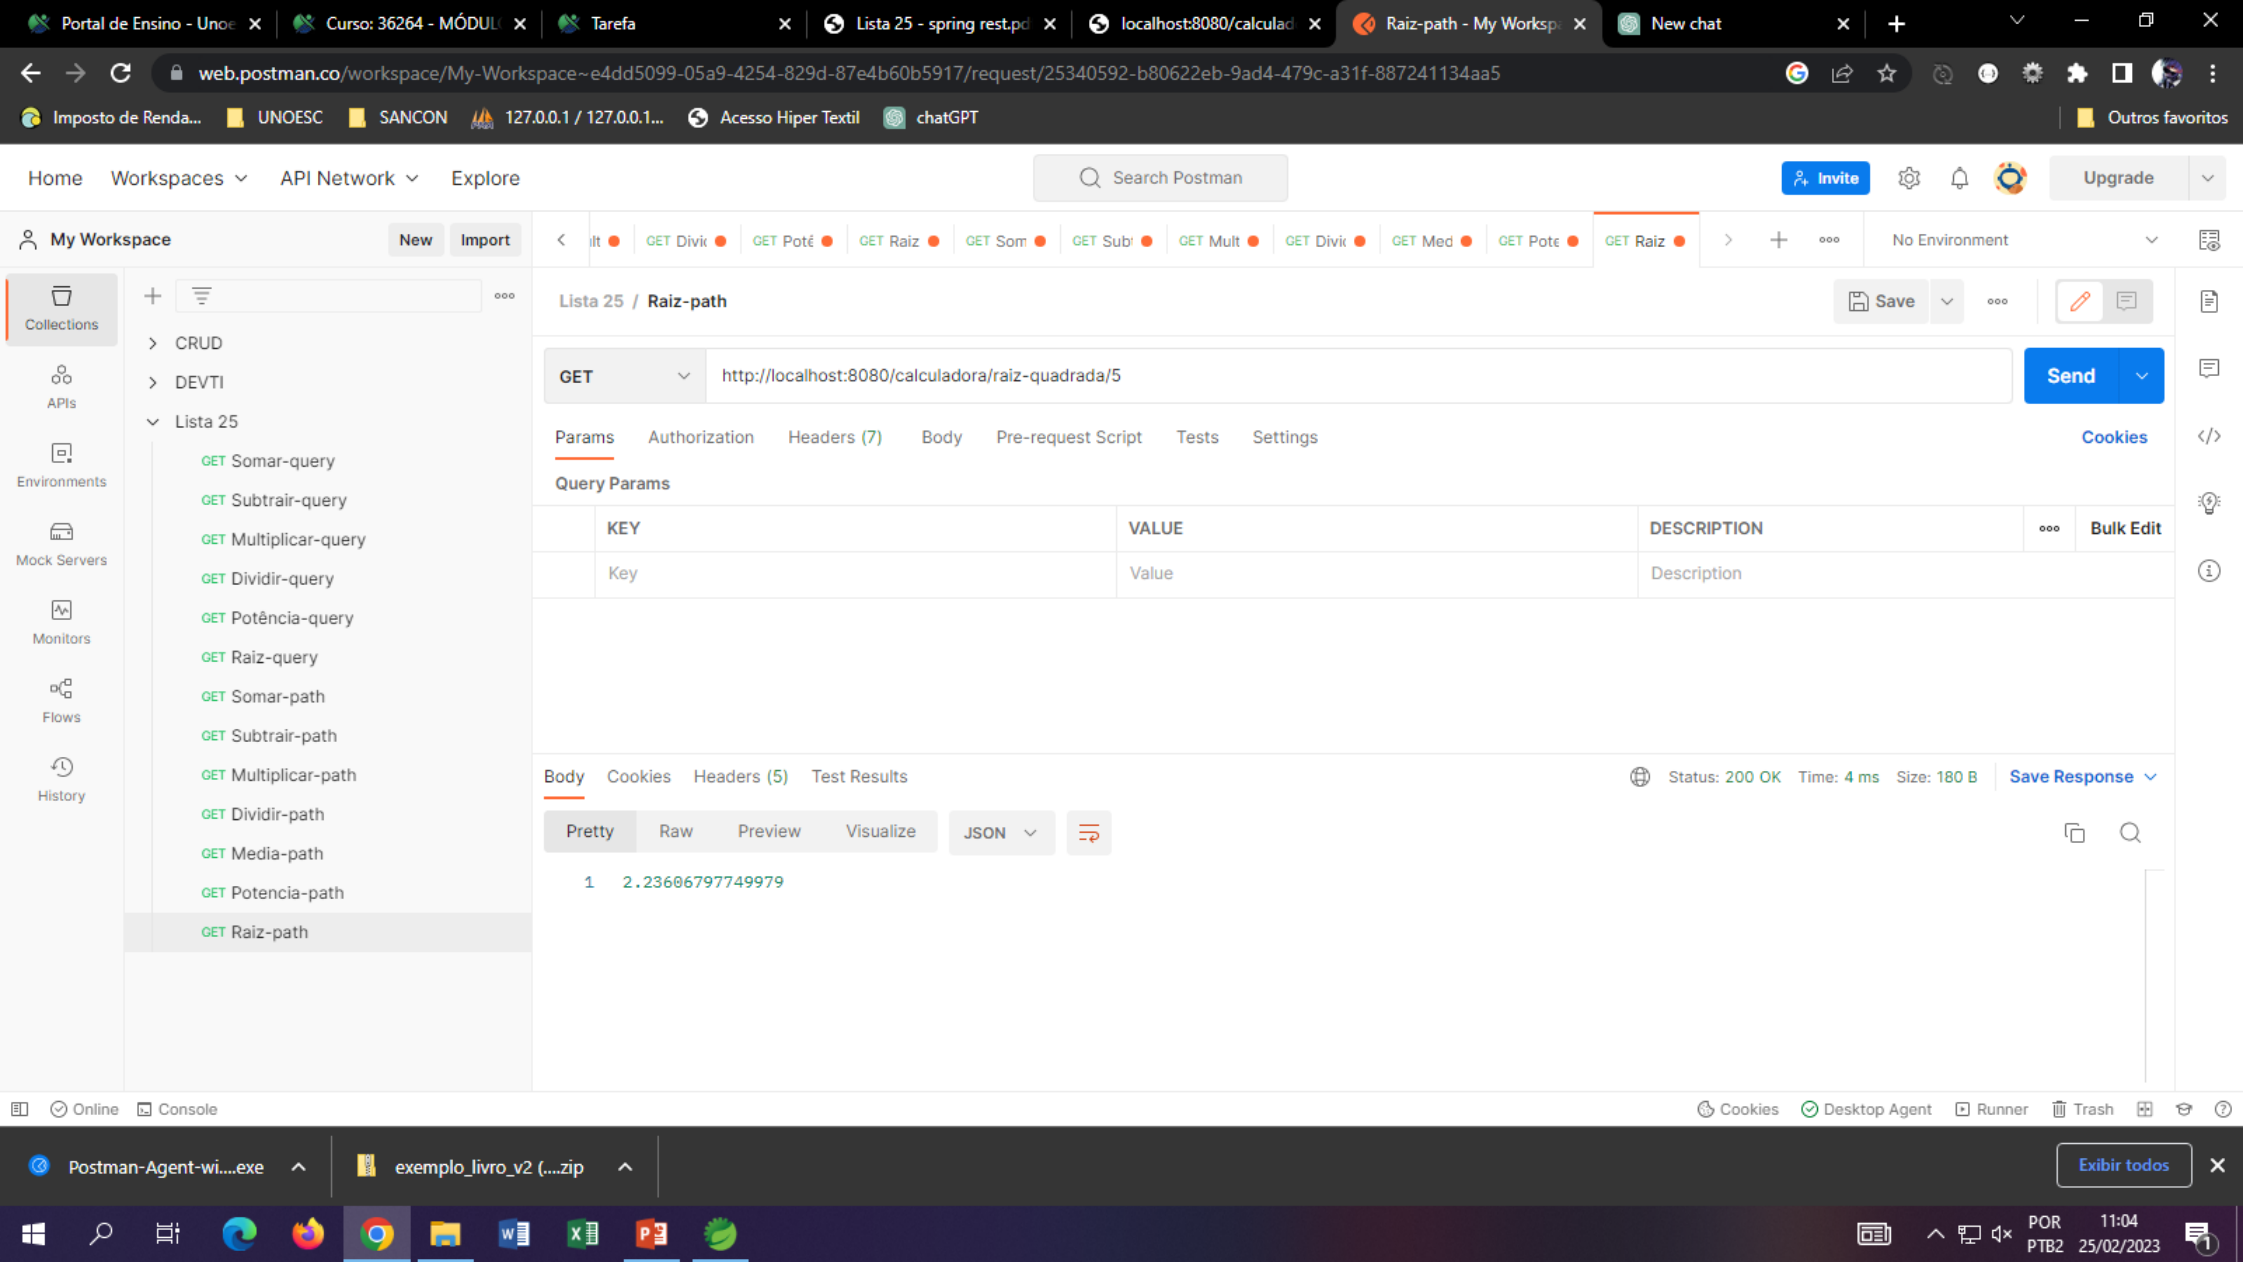 Portal de Ensino - Unoe
Curso: 36264 - MÓDUL
Tarefa
Lista 25 - spring rest.pd
localhost:8080/calculad
Raiz-path - My Workspa
New chat
web.postman.co/workspace/My-Workspace~e4dd5099-05a9-4254-829d-87e4b60b5917/request/25340592-b80622eb-9ad4-479c-a31f-887241134aa5
Imposto de Renda...
UNOESC
SANCON
127.0.0.1 / 127.0.0.1...
Acesso Hiper Textil
chatGPT
Outros favoritos
Home
Workspaces
API Network
Explore
Search Postman
Invite
Upgrade
My Workspace
New
Import
GET Divi
GET Potê
GET Raiz
GET Som
GET Sub
GET Mult
GET Divi
GET Med
GET Pote
GET Raiz
No Environment
Collections
APIs
Environments
Mock Servers
Monitors
Flows
History
CRUD
DEVTI
Lista 25
GET Somar-query
GET Subtrair-query
GET Multiplicar-query
GET Dividir-query
GET Potência-query
GET Raiz-query
GET Somar-path
GET Subtrair-path
GET Multiplicar-path
GET Dividir-path
GET Media-path
GET Potencia-path
GET Raiz-path
Lista 25 / Raiz-path
Save
GET
http://localhost:8080/calculadora/raiz-quadrada/5
Send
Params
Authorization
Headers (7)
Body
Pre-request Script
Tests
Settings
Cookies
Query Params
KEY
VALUE
DESCRIPTION
Bulk Edit
Key
Value
Description
Body
Cookies
Headers (5)
Test Results
Status: 200 OK
Time: 4 ms
Size: 180 B
Save Response
Pretty
Raw
Preview
Visualize
JSON
1
2.23606797749979
Online
Console
Cookies
Desktop Agent
Runner
Trash
Postman-Agent-wi....exe
exemplo_livro_v2 (....zip
Exibir todos
POR
PTB2
11:04
25/02/2023
1